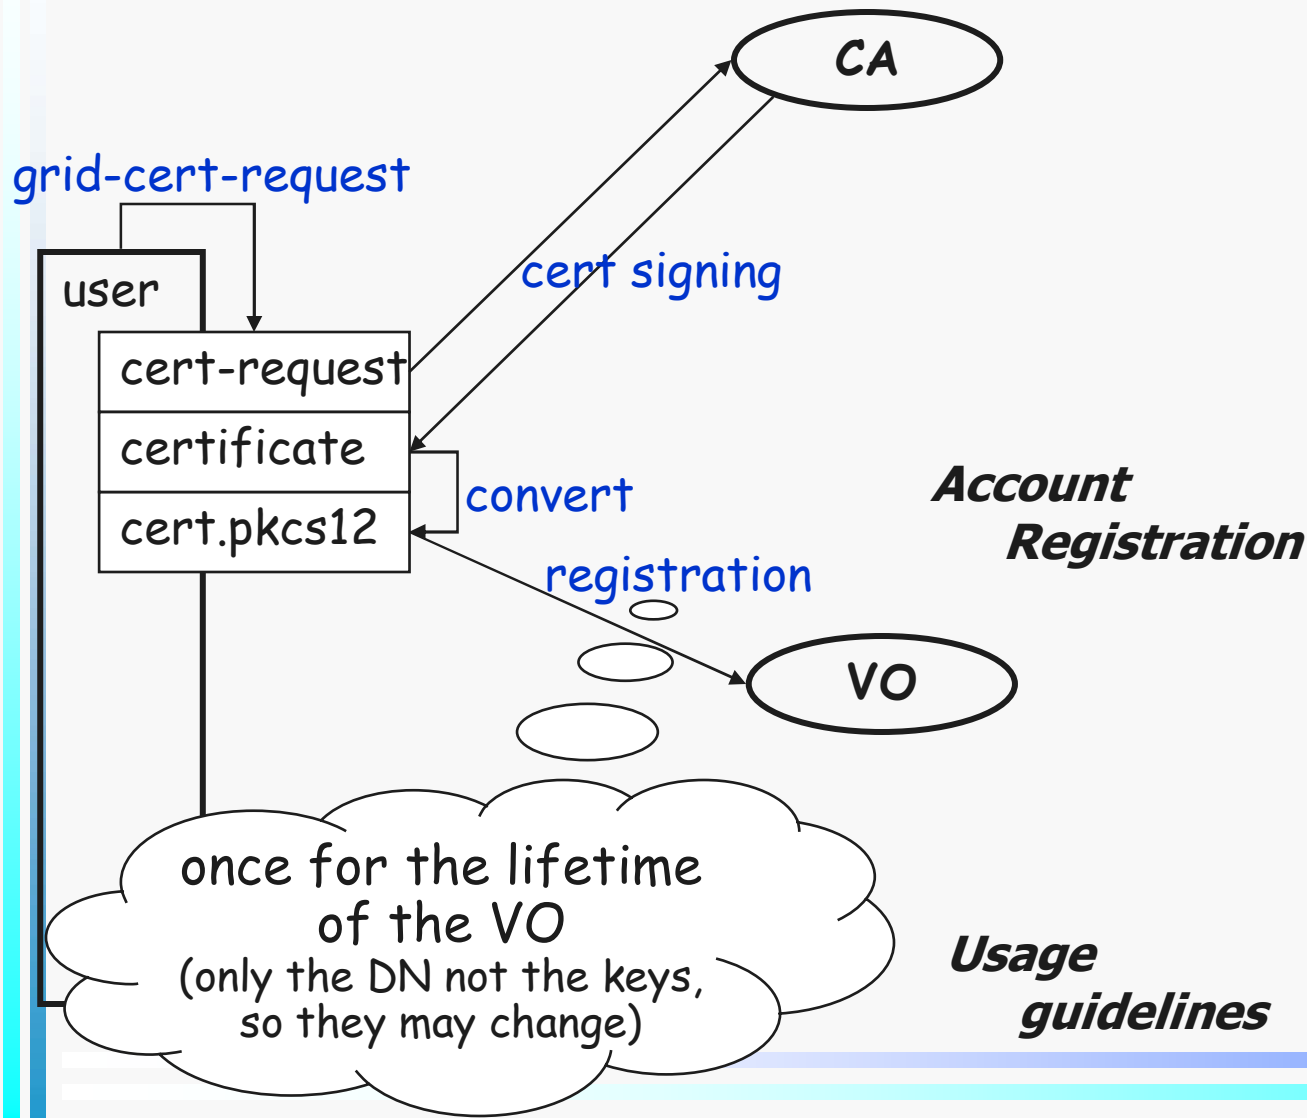 CA
grid-cert-request
user
cert signing
cert-request
certificate
cert.pkcs12
convert
registration
Account
Registration
VO
once for the lifetime
of the VO
(only the DN not the keys,
so they may change)
Usage
guidelines